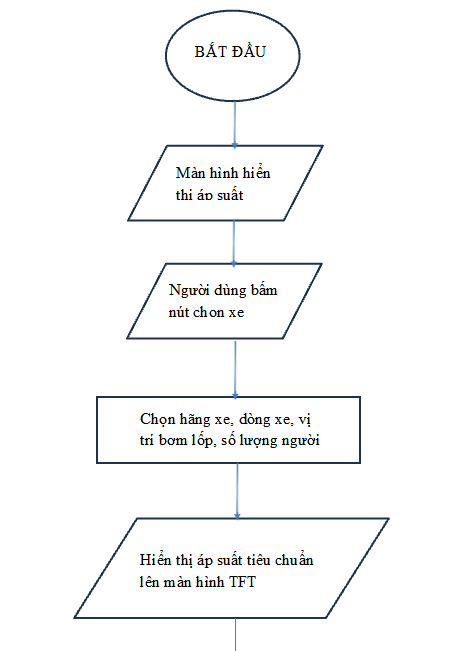 BẮT ĐẦU
Màn hình hiển
thị áp suất
Người dùng bấm
nút chon xe
Chọn hãng xe, dòng xe, vị
trí bơm lốp, số lượng người
Hiển thị áp suất tiêu chuẩn
lên màn hình TFT